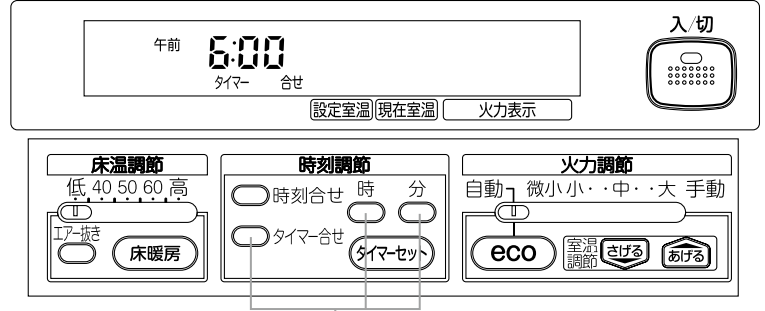 入/切
午前 6:00
タイマー 合せ
設定室温 現在室温 火力表示
床温調節 時刻調節 火力調節
低 40 50 60 高 時刻合せ 時 分 自動 微小 小・・中・・大 手動
エアー抜き 床暖房 タイマー合せ タイマーセット eco 室温調節 さげる あげる